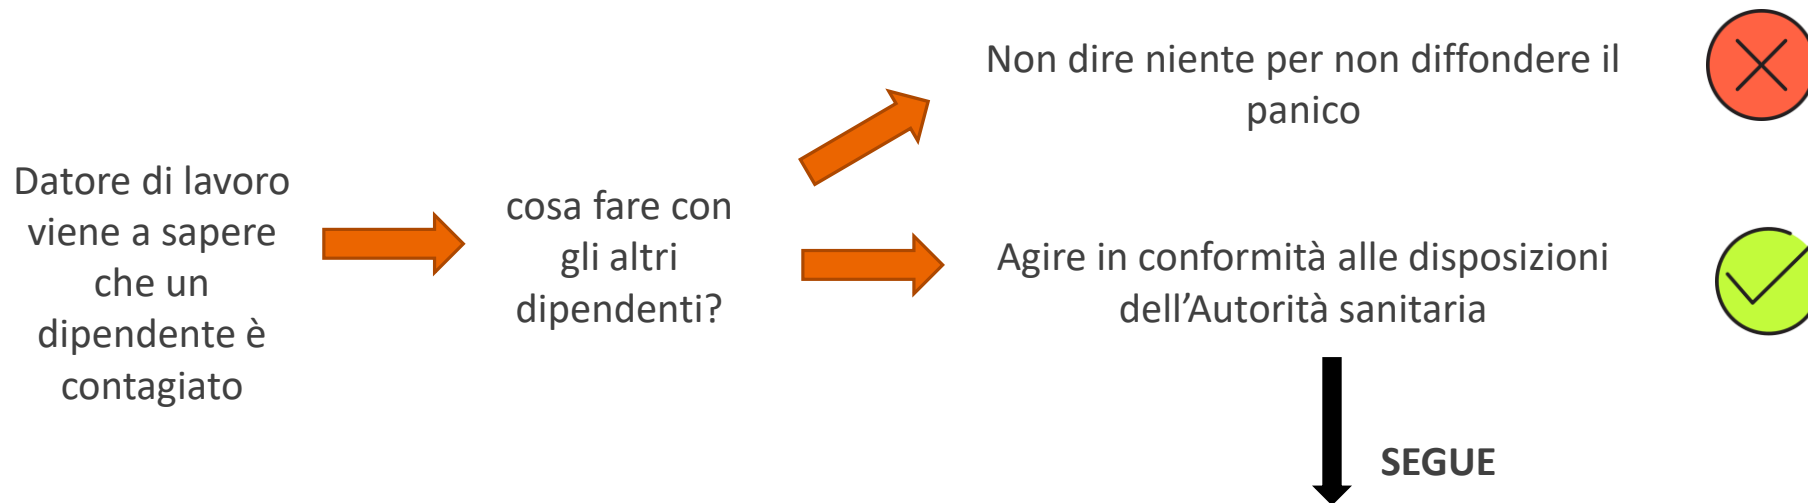 Datore di lavoro
viene a sapere
che un
dipendente è
contagiato
cosa fare con
gli altri
dipendenti?
Non dire niente per non diffondere il
panico
Agire in conformità alle disposizioni
dell’Autorità sanitaria
SEGUE